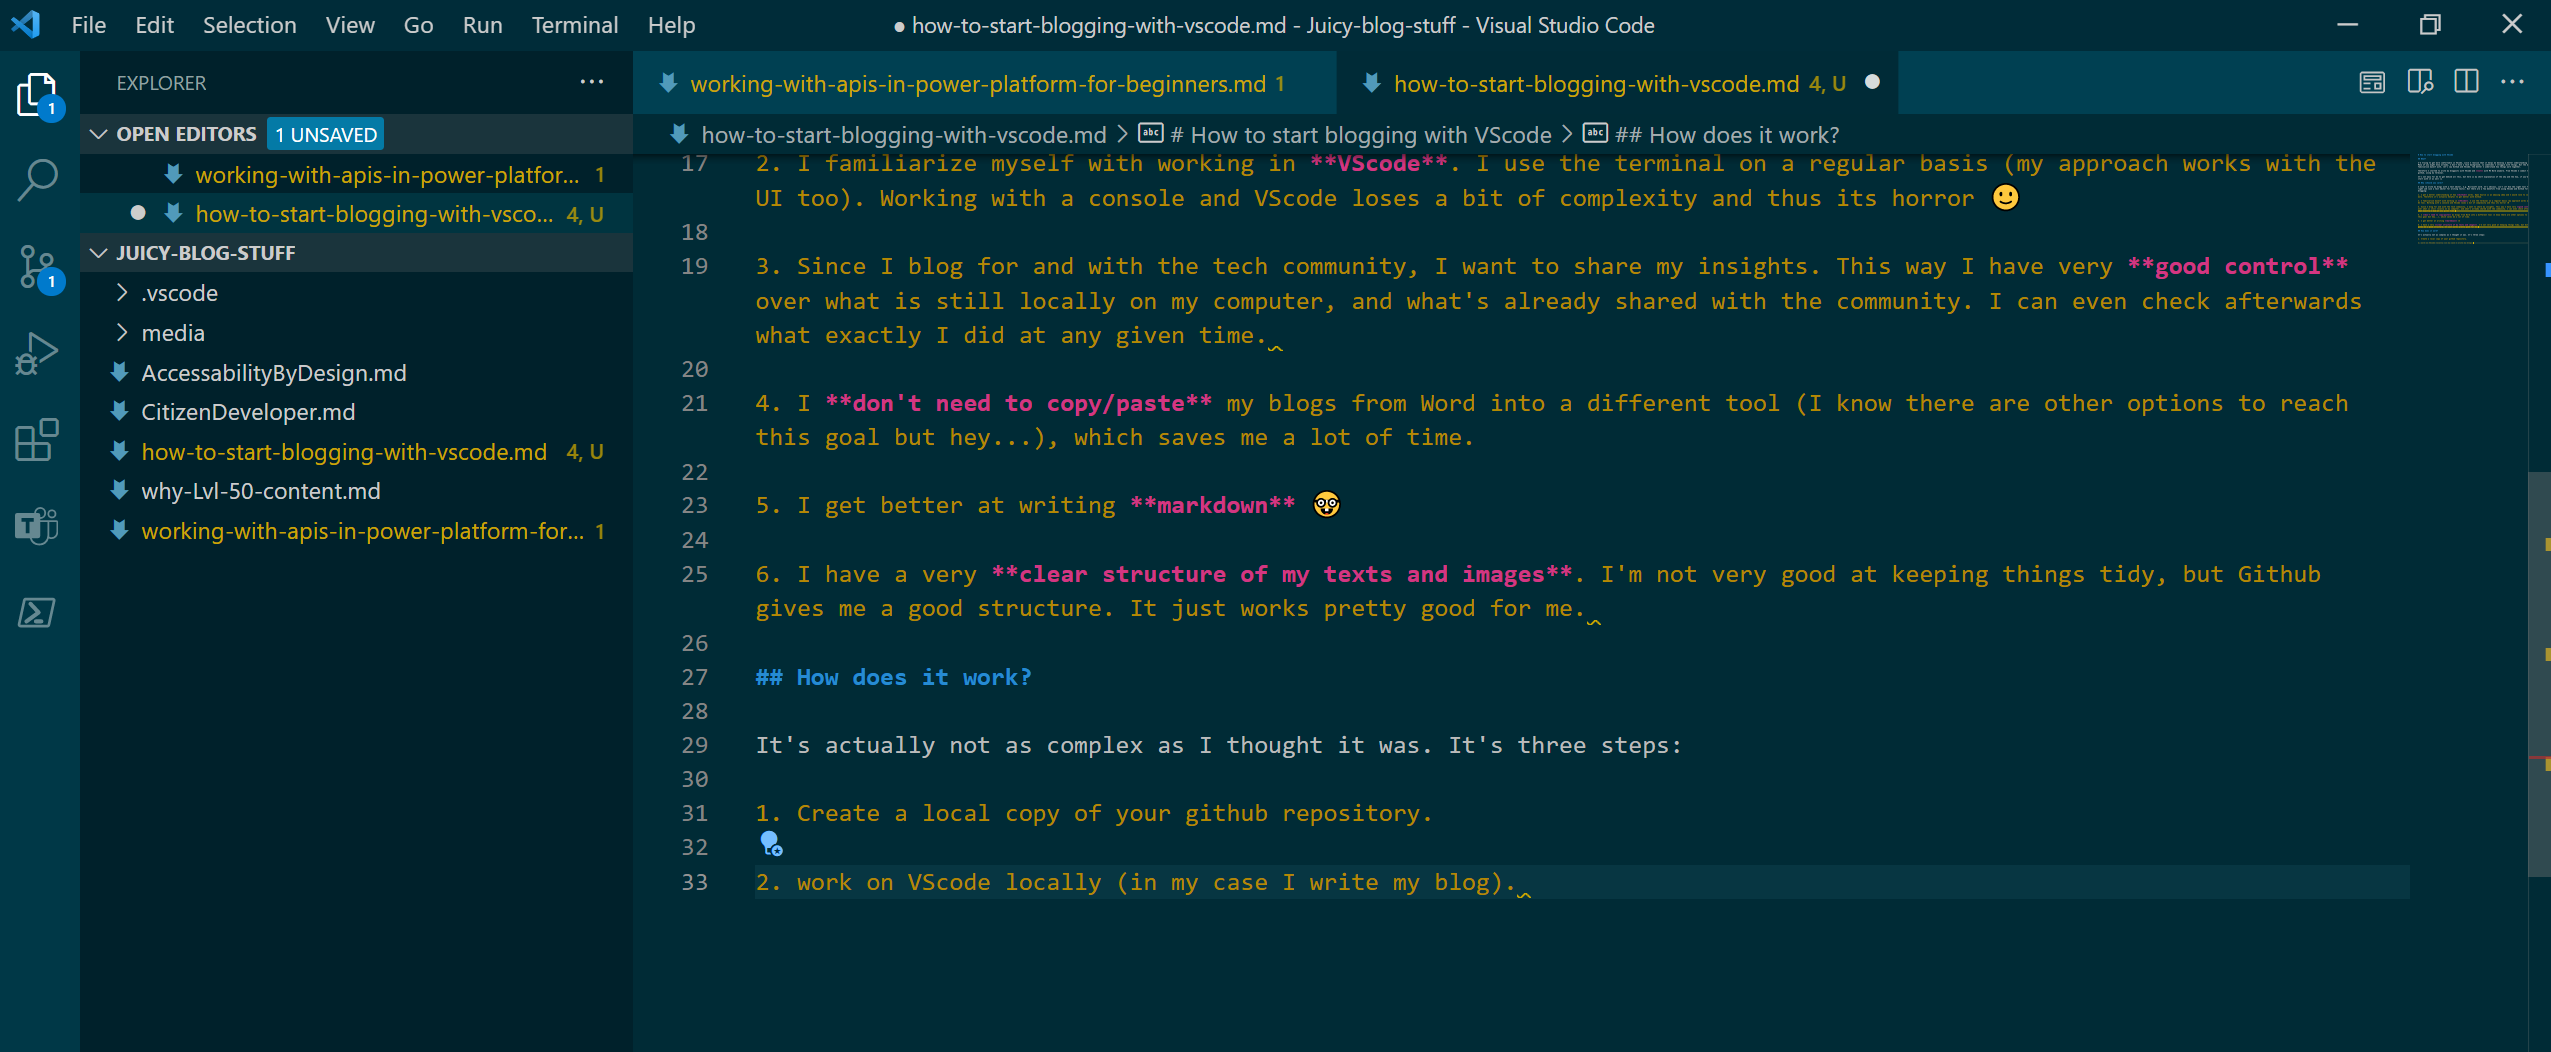 File Edit Selection View Go Run Terminal Help
● how-to-start-blogging-with-vscode.md - Juicy-blog-stuff - Visual Studio Code
1
1
EXPLORER
OPEN EDITORS 1 UNSAVED
working-with-apis-in-power-platfor... 1
how-to-start-blogging-with-vsco... 4, U
JUICY-BLOG-STUFF
.vscode
media
AccessabilityByDesign.md
CitizenDeveloper.md
how-to-start-blogging-with-vscode.md 4, U
why-Lvl-50-content.md
working-with-apis-in-power-platform-for... 1
working-with-apis-in-power-platform-for-beginners.md 1
how-to-start-blogging-with-vscode.md 4, U
how-to-start-blogging-with-vscode.md > abc # How to start blogging with VScode > abc ## How does it work?
17 2. I familiarize myself with working in **VScode**. I use the terminal on a regular basis (my approach works with the
UI too). Working with a console and VScode loses a bit of complexity and thus its horror 🙂
18
19 3. Since I blog for and with the tech community, I want to share my insights. This way I have very **good control**
over what is still locally on my computer, and what's already shared with the community. I can even check afterwards
what exactly I did at any given time.
20
21 4. I **don't need to copy/paste** my blogs from Word into a different tool (I know there are other options to reach
this goal but hey...), which saves me a lot of time.
22
23 5. I get better at writing **markdown** 🤓
24
25 6. I have a very **clear structure of my texts and images**. I'm not very good at keeping things tidy, but Github
gives me a good structure. It just works pretty good for me.
26
27 ## How does it work?
28
29 It's actually not as complex as I thought it was. It's three steps:
30
31 1. Create a local copy of your github repository.
32
33 2. work on VScode locally (in my case I write my blog).